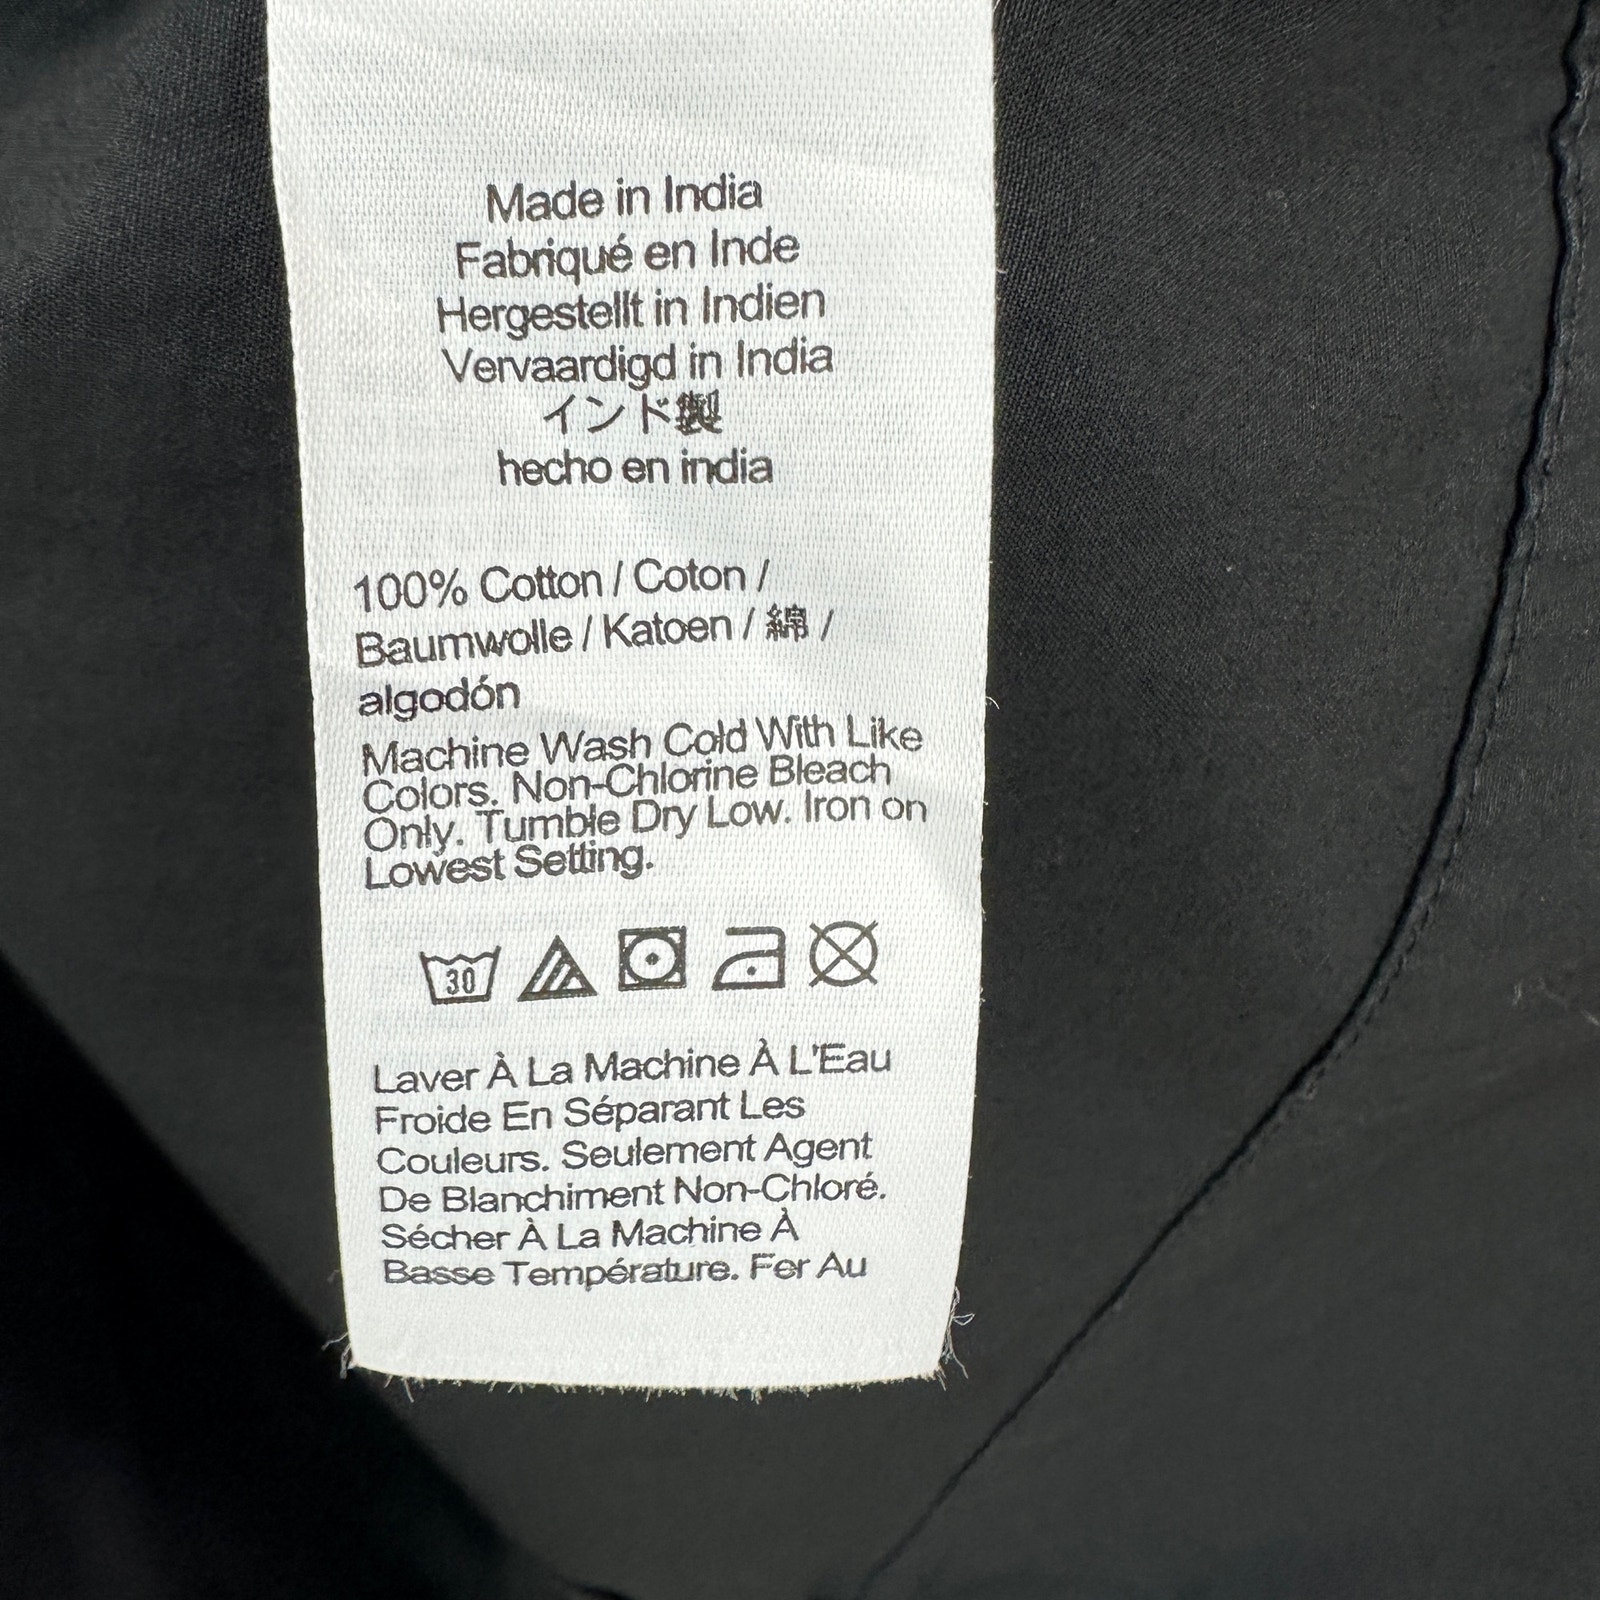 Made in India
Fabriqué en Inde
Hergestellt in Indien
Vervaardigd in India
インド製
hecho en india
100% Cotton / Coton /
Baumwolle / Katoen / 綿 /
algodón
Machine Wash Cold With Like
Colors. Non-Chlorine Bleach
Only. Tumble Dry Low. Iron on
Lowest Setting.
30
Laver À La Machine À L'Eau
Froide En Séparant Les
Couleurs. Seulement Agent
De Blanchiment Non-Chloré.
Sécher À La Machine À
Basse Température. Fer Au